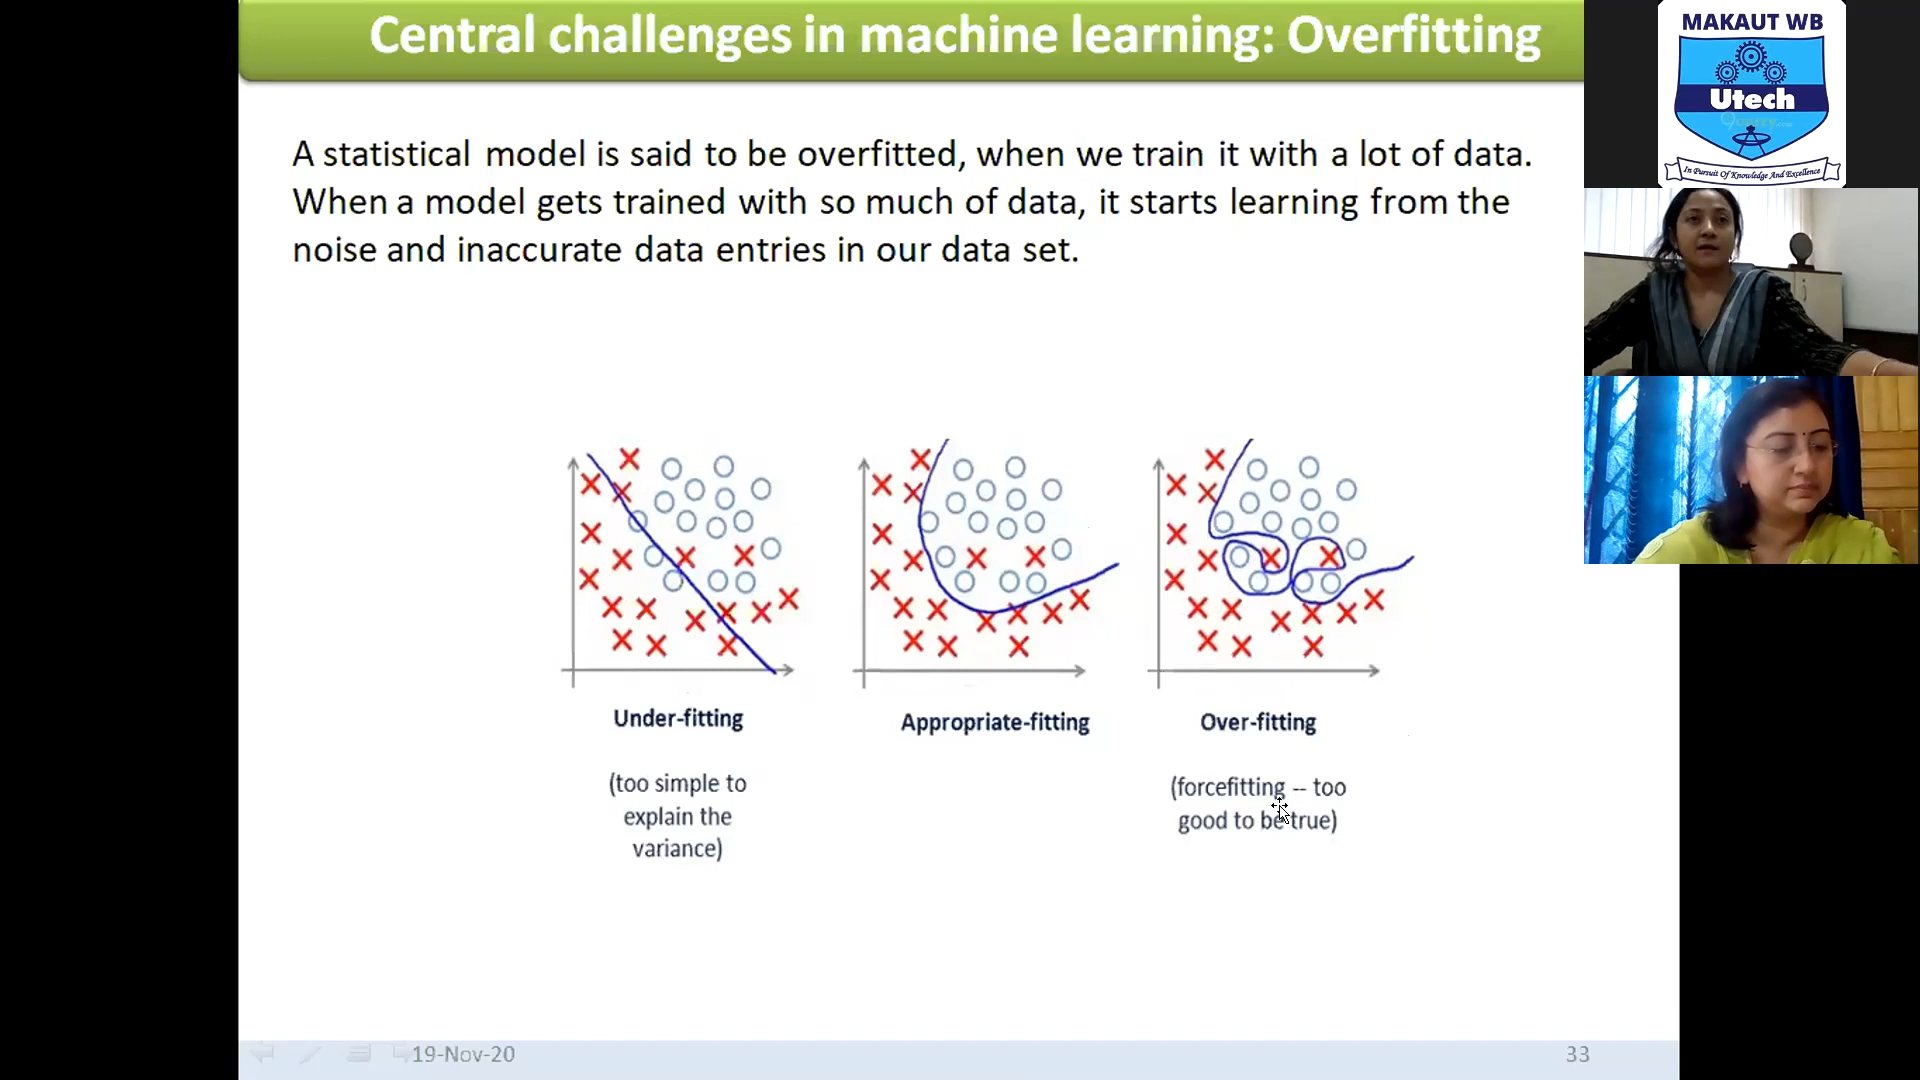 Central challenges in machine learning: Overfitting
MAKAUT WB
Utech
In Pursuit Of Knowledge And Excellence
A statistical model is said to be overfitted, when we train it with a lot of data.
When a model gets trained with so much of data, it starts learning from the
noise and inaccurate data entries in our data set.
Under-fitting
Appropriate-fitting
Over-fitting
(too simple to
explain the
variance)
(forcefitting -- too
good to be true)
19-Nov-20
33